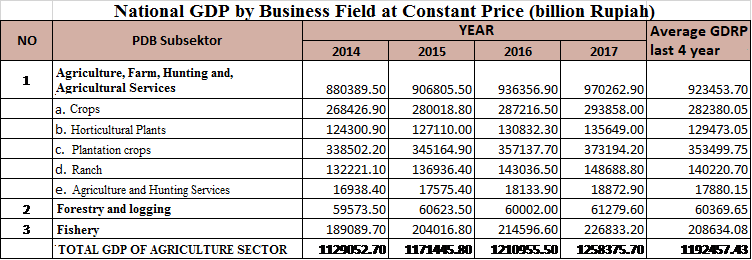 National GDP by Business Field at Constant Price (billion Rupiah)
NO PDB Subsektor YEAR Average GDRP last 4 year
2014 2015 2016 2017
1 Agriculture, Farm, Hunting and, Agricultural Services 880389.50 906805.50 936356.90 970262.90 923453.70
a. Crops 268426.90 280018.80 287216.50 293858.00 282380.05
b. Horticultural Plants 124300.90 127110.00 130832.30 135649.00 129473.05
c. Plantation crops 338502.20 345164.90 357137.70 373194.20 353499.75
d. Ranch 132221.10 136936.40 143036.50 148688.80 140220.70
e. Agriculture and Hunting Services 16938.40 17575.40 18133.90 18872.90 17880.15
2 Forestry and logging 59573.50 60623.50 60002.00 61279.60 60369.65
3 Fishery 189089.70 204016.80 214596.60 226833.20 208634.08
TOTAL GDP OF AGRICULTURE SECTOR 1129052.70 1171445.80 1210955.50 1258375.70 1192457.43